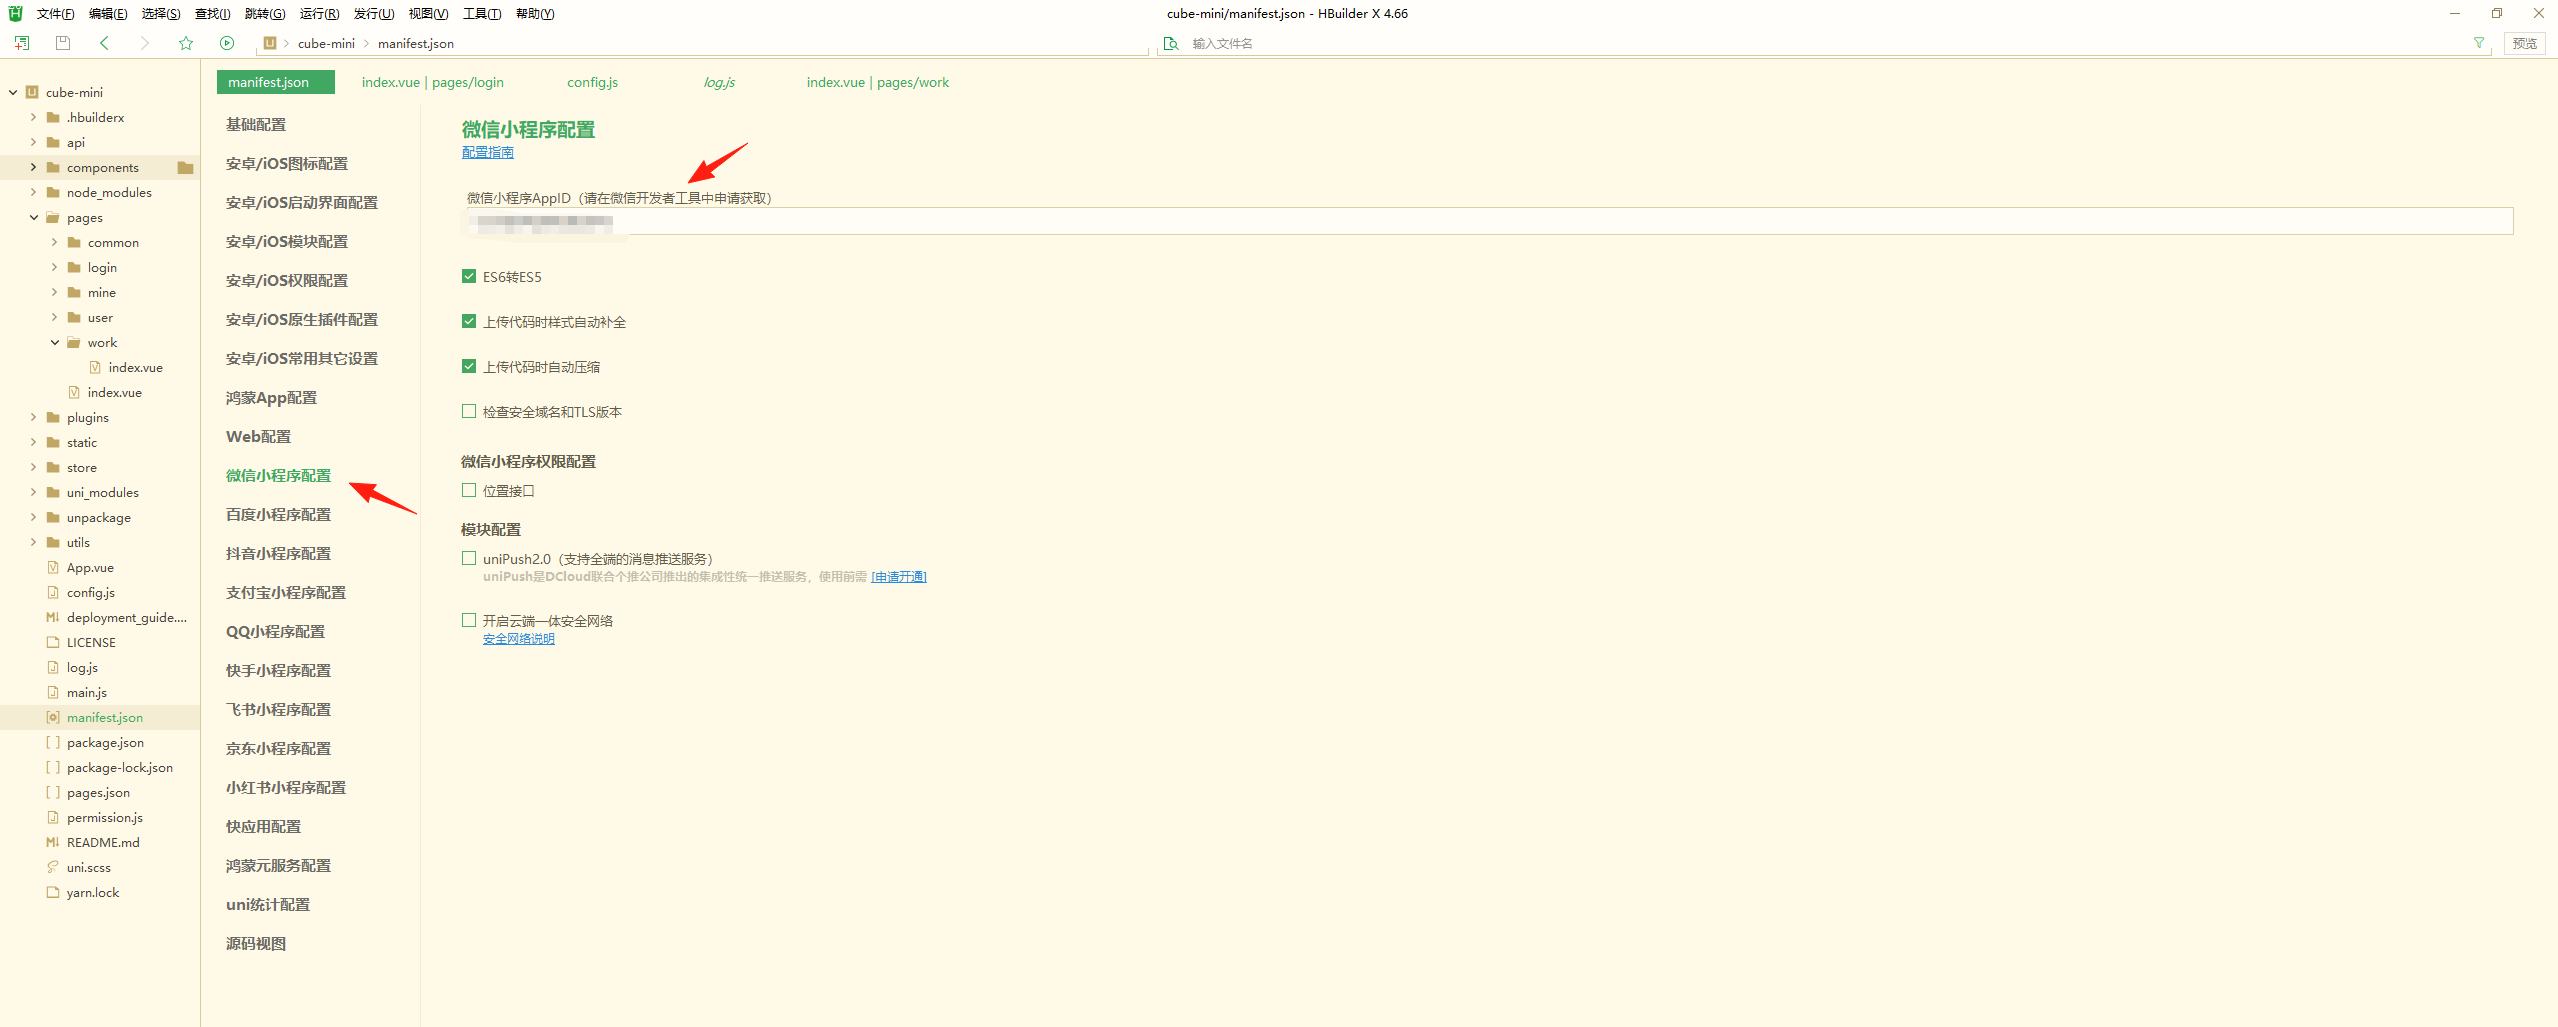 文件(F) 编辑(E) 选择(S) 查找(I) 跳转(G) 运行(R) 发行(U) 视图(V) 工具(T) 帮助(Y)
cube-mini/manifest.json - HBuilder X 4.66
cube-mini manifest.json
输入文件名
预览
cube-mini
.hbuilderx
api
components
node_modules
pages
common
login
mine
user
work
index.vue
index.vue
plugins
static
store
uni_modules
unpackage
utils
App.vue
config.js
deployment_guide....
LICENSE
log.js
main.js
manifest.json
package.json
package-lock.json
pages.json
permission.js
README.md
uni.scss
yarn.lock
manifest.json
index.vue | pages/login
config.js
log.js
index.vue | pages/work
基础配置
安卓/iOS图标配置
安卓/iOS启动界面配置
安卓/iOS模块配置
安卓/iOS权限配置
安卓/iOS原生插件配置
安卓/iOS常用其它设置
鸿蒙App配置
Web配置
微信小程序配置
百度小程序配置
抖音小程序配置
支付宝小程序配置
QQ小程序配置
快手小程序配置
飞书小程序配置
京东小程序配置
小红书小程序配置
快应用配置
鸿蒙元服务配置
uni统计配置
源码视图
微信小程序配置
配置指南
微信小程序AppID（请在微信开发者工具中申请获取）
ES6转ES5
上传代码时样式自动补全
上传代码时自动压缩
检查安全域名和TLS版本
微信小程序权限配置
位置接口
模块配置
uniPush2.0（支持全端的消息推送服务）
uniPush是DCloud联合个推公司推出的集成性统一推送服务，使用前需 [申请开通]
开启云端一体安全网络
安全网络说明